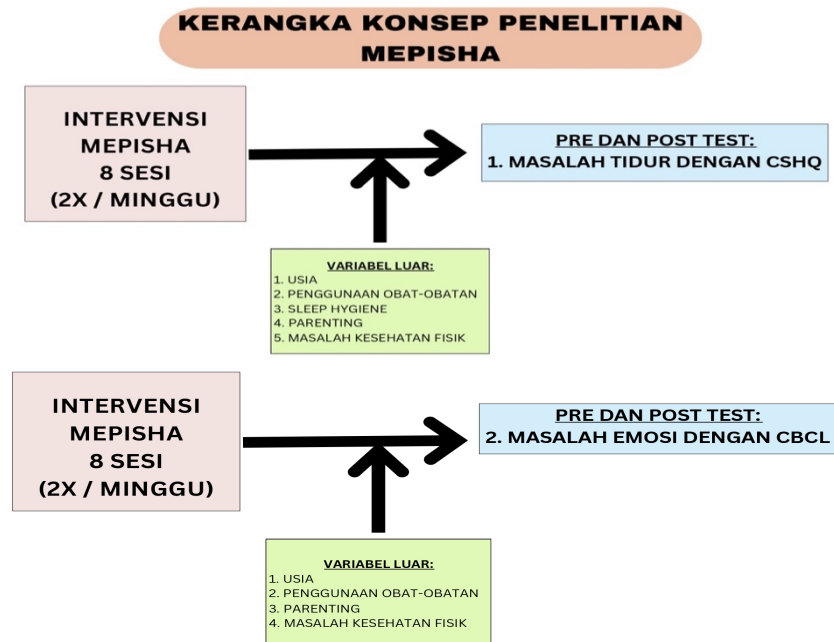 KERANGKA KONSEP PENELITIAN
MEPISHA
INTERVENSI
MEPISHA
8 SESI
(2X / MINGGU)
PRE DAN POST TEST:
1. MASALAH TIDUR DENGAN CSHQ
VARIABEL LUAR:
1. USIA
2. PENGGUNAAN OBAT-OBATAN
3. SLEEP HYGIENE
4. PARENTING
5. MASALAH KESEHATAN FISIK
INTERVENSI
MEPISHA
8 SESI
(2X / MINGGU)
PRE DAN POST TEST:
2. MASALAH EMOSI DENGAN CBCL
VARIABEL LUAR:
1. USIA
2. PENGGUNAAN OBAT-OBATAN
3. PARENTING
4. MASALAH KESEHATAN FISIK